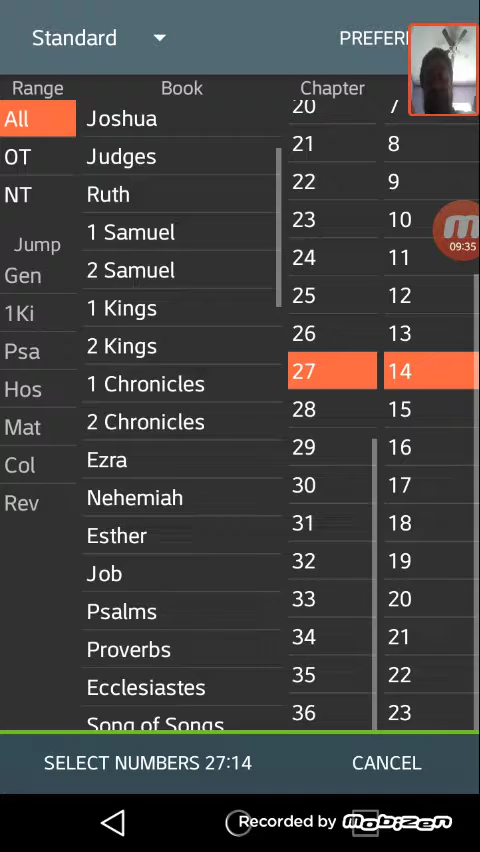 Standard
PREFER
Range Book Chapter
All
OT
NT
Jump
Gen
1Ki
Psa
Hos
Mat
Col
Rev
Joshua
Judges
Ruth
1 Samuel
2 Samuel
1 Kings
2 Kings
1 Chronicles
2 Chronicles
Ezra
Nehemiah
Esther
Job
Psalms
Proverbs
Ecclesiastes
Song of Songs
20
21
22
23
24
25
26
27
28
29
30
31
32
33
34
35
36
7
8
9
10
11
12
13
14
15
16
17
18
19
20
21
22
23
09:35
SELECT NUMBERS 27:14
CANCEL
Recorded by Mobizen